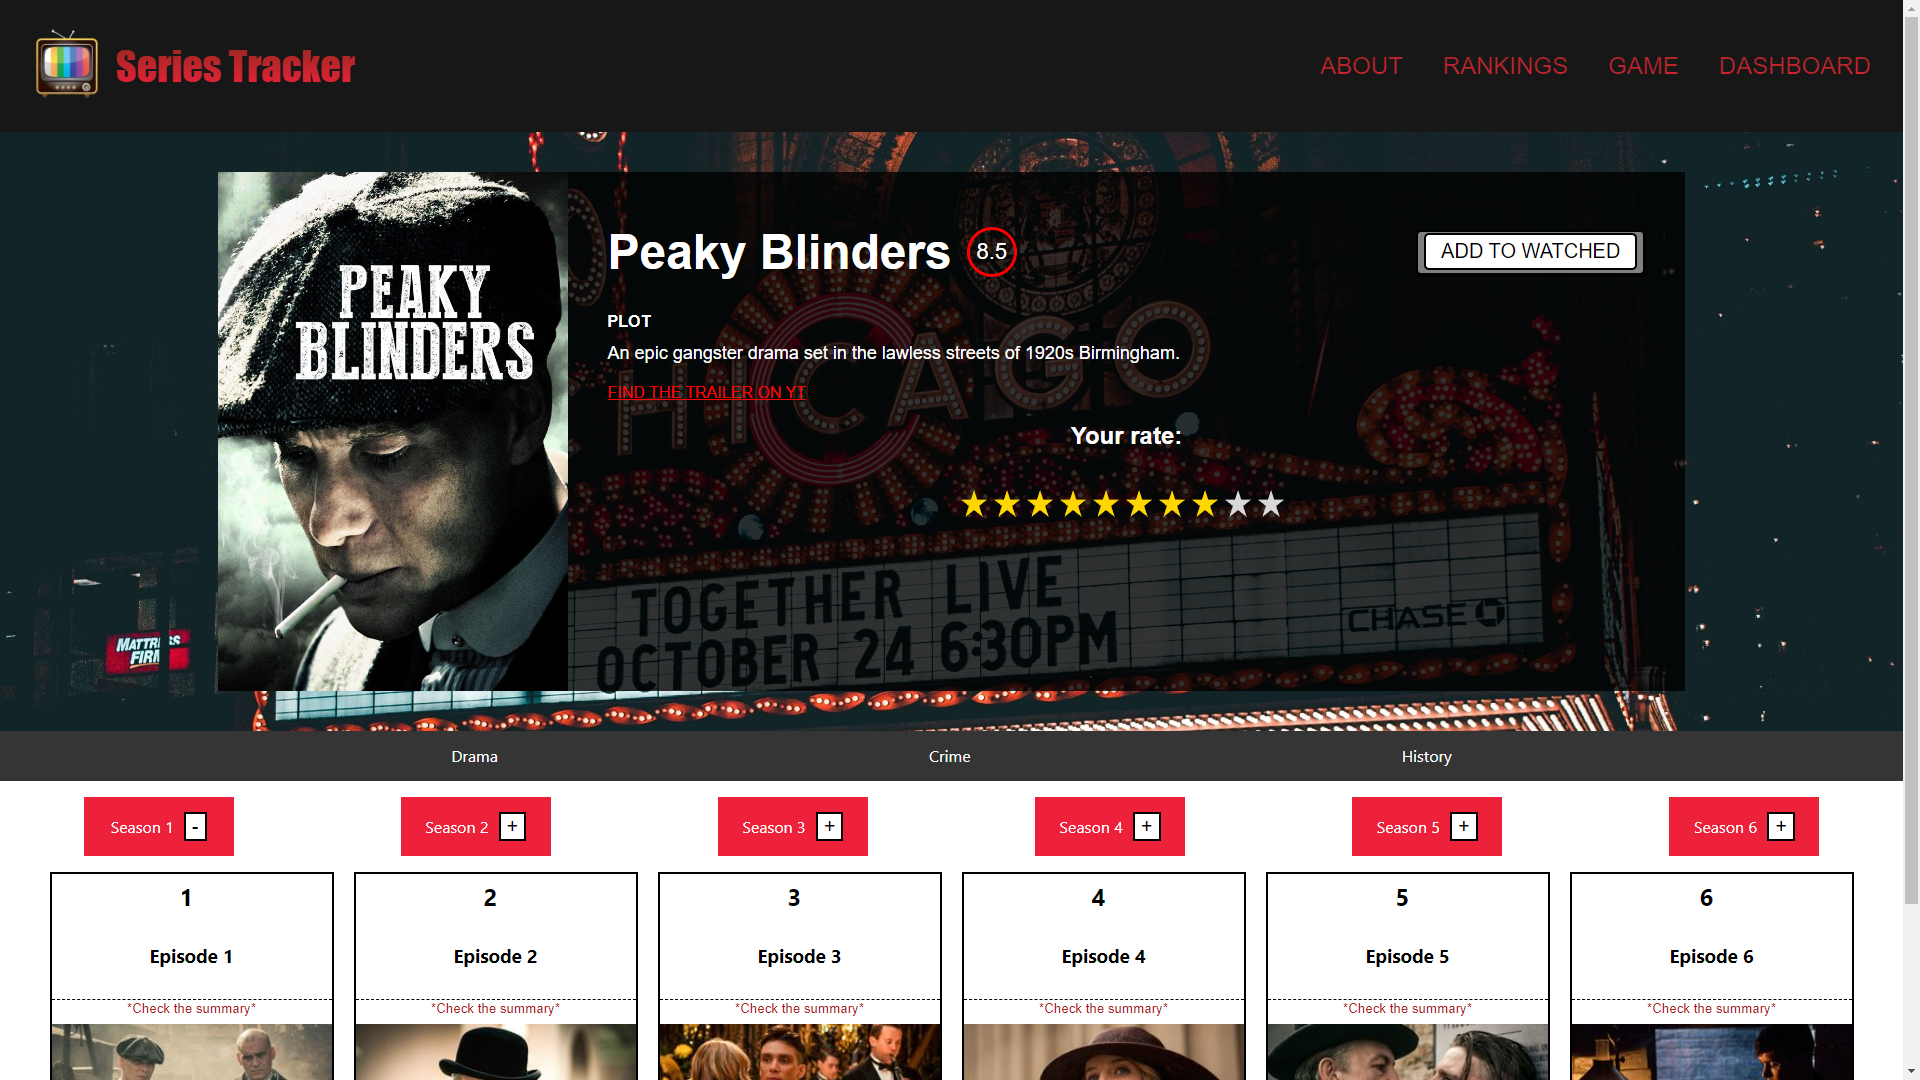 Series Tracker
ABOUT RANKINGS GAME DASHBOARD
PEAKY
BLINDERS
Peaky Blinders 8.5
ADD TO WATCHED
PLOT
An epic gangster drama set in the lawless streets of 1920s Birmingham.
FIND THE TRAILER ON YT
Your rate:
CHICAGO
TOGETHER LIVE
OCTOBER 24 6:30PM
CHASE
MATTRESS
FIRM
Drama Crime History
Season 1 - Season 2 + Season 3 + Season 4 + Season 5 + Season 6 +
1 2 3 4 5 6
Episode 1 Episode 2 Episode 3 Episode 4 Episode 5 Episode 6
*Check the summary* *Check the summary* *Check the summary* *Check the summary* *Check the summary* *Check the summary*